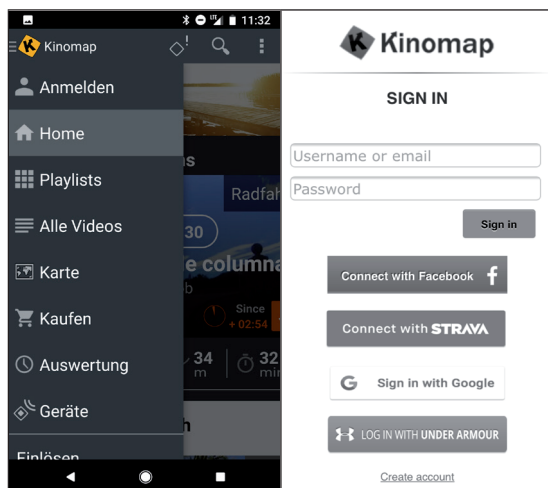 11:32
Kinomap
Anmelden
Home
Playlists
Alle Videos
Karte
Kaufen
Auswertung
Geräte
Einlösen
Radfah
30
e columna
Since
+ 02:54
34
m
32
min
Kinomap
SIGN IN
Username or email
Password
Sign in
Connect with Facebook
Connect with STRAVA
G Sign in with Google
LOG IN WITH UNDER ARMOUR
Create account